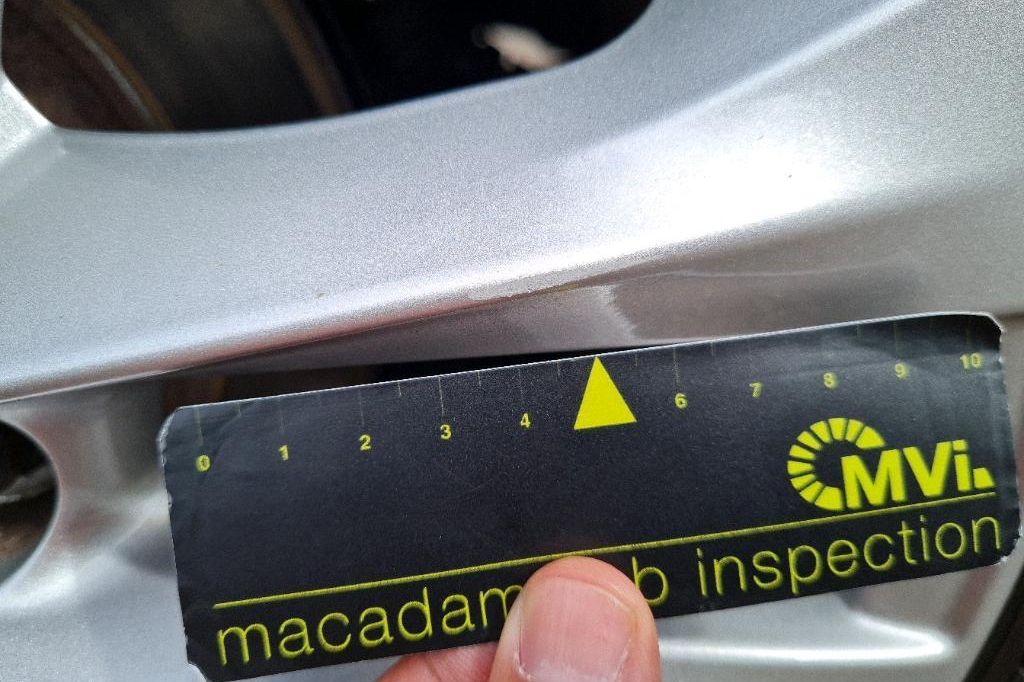 0 1 2 3 4 6 7 8 9 10
MVi
macadam b inspection